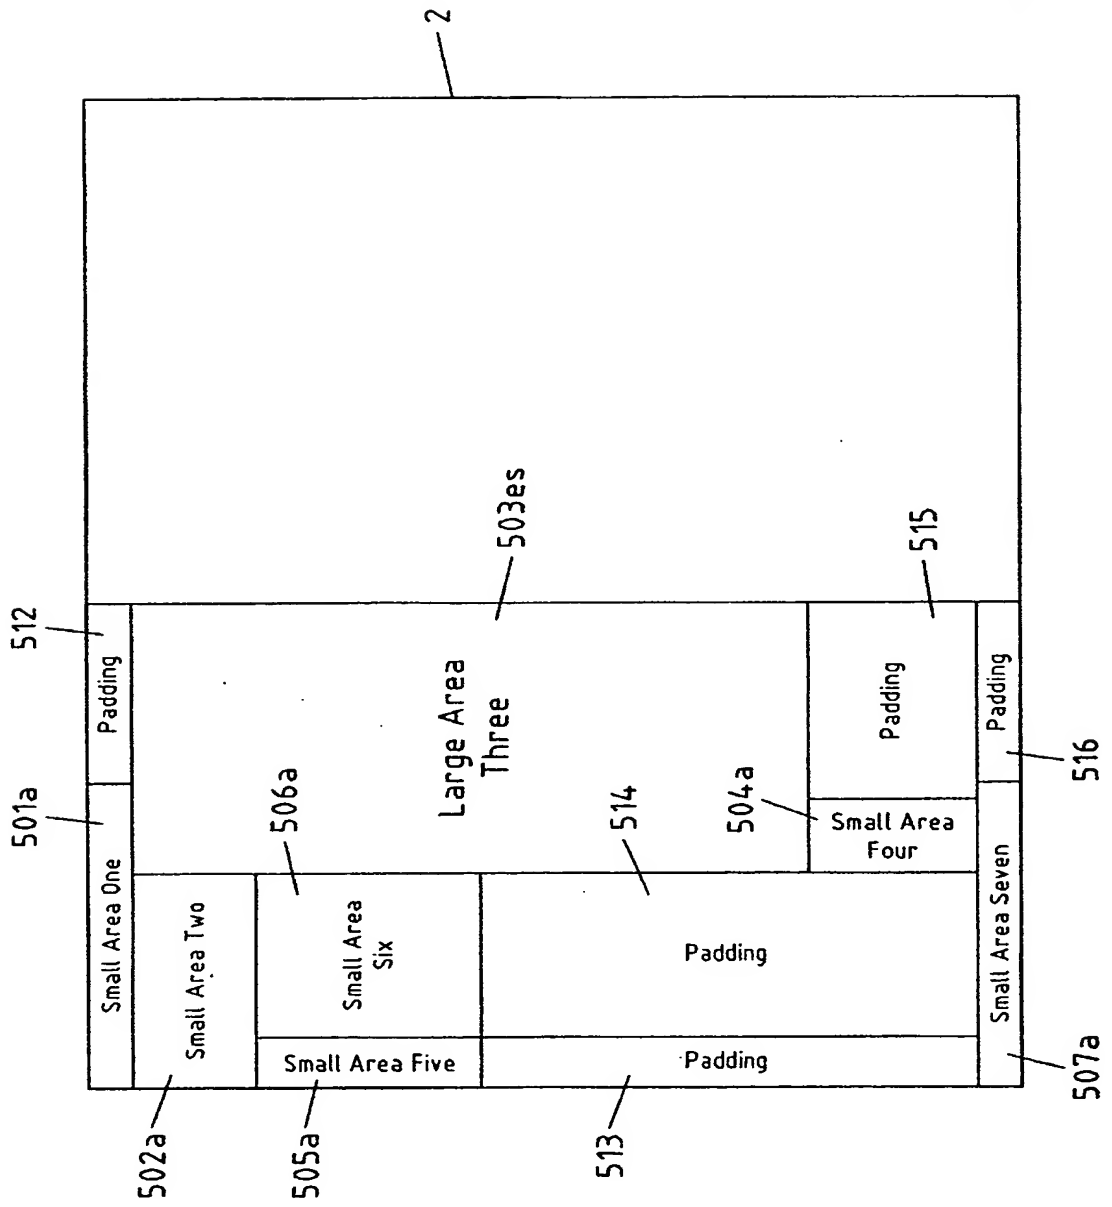 2
512
501a
Padding
Small Area One
502a
Small Area Two
506a
Small Area
Six
505a
Small Area Five
503es
Large Area
Three
513
Padding
514
Padding
504a
Small Area
Four
515
Padding
Small Area Seven
Padding
516
507a